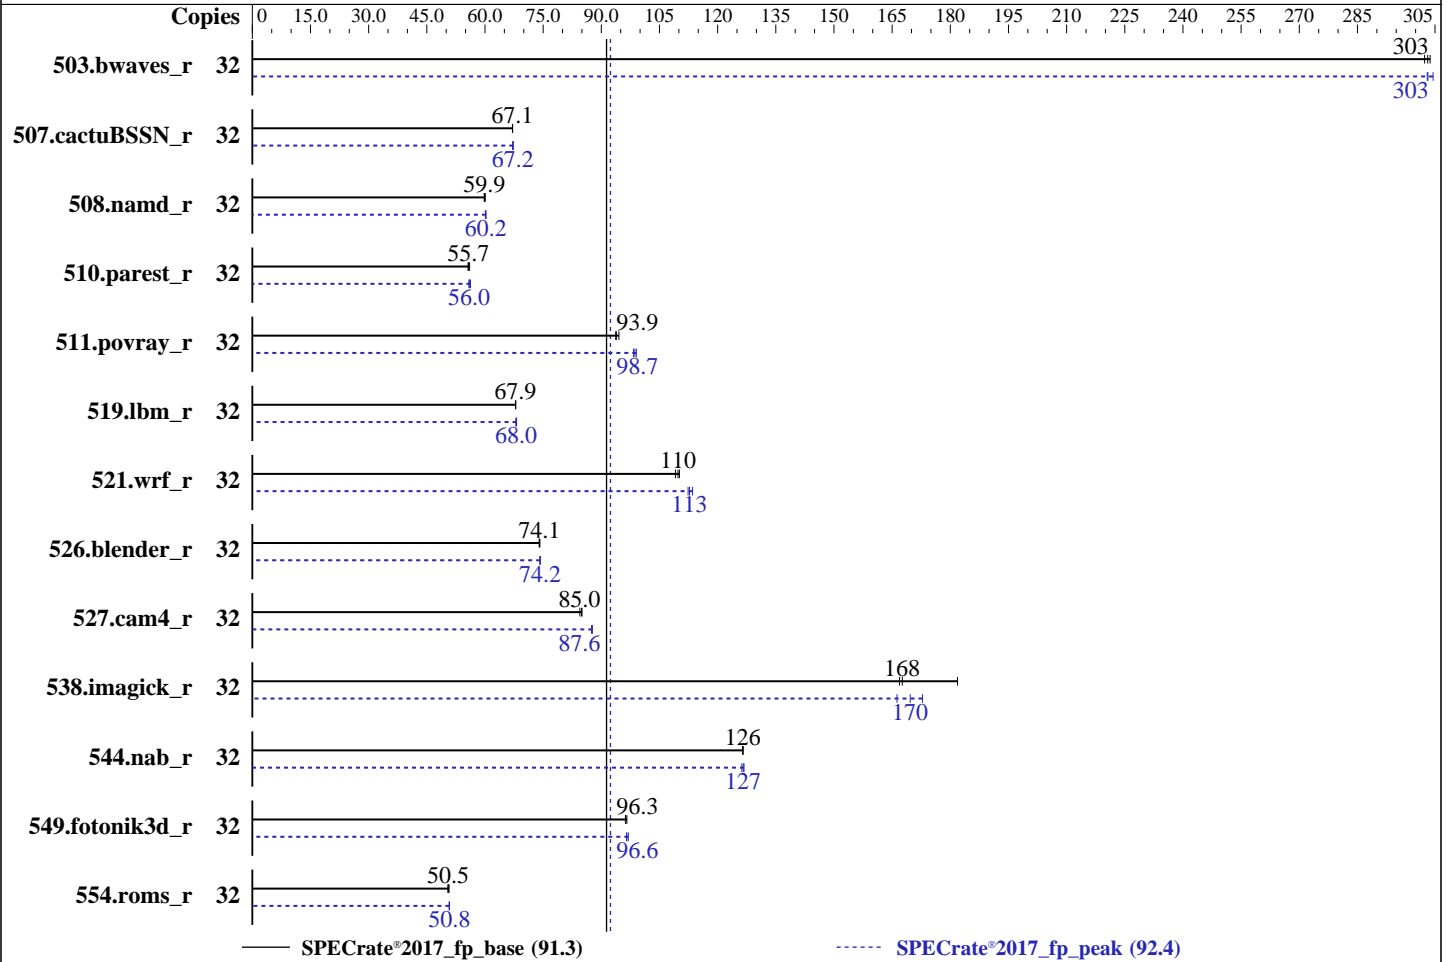 Copies 0 15.0 30.0 45.0 60.0 75.0 90.0 105 120 135 150 165 180 195 210 225 240 255 270 285 305
303
503.bwaves_r 32
303
67.1
507.cactuBSSN_r 32
67.2
59.9
508.namd_r 32
60.2
55.7
510.parest_r 32
56.0
93.9
511.povray_r 32
98.7
67.9
519.lbm_r 32
68.0
110
521.wrf_r 32
113
74.1
526.blender_r 32
74.2
85.0
527.cam4_r 32
87.6
168
538.imagick_r 32
170
126
544.nab_r 32
127
96.3
549.fotonik3d_r 32
96.6
50.5
554.roms_r 32
50.8
SPECrate®2017_fp_base (91.3) SPECrate®2017_fp_peak (92.4)